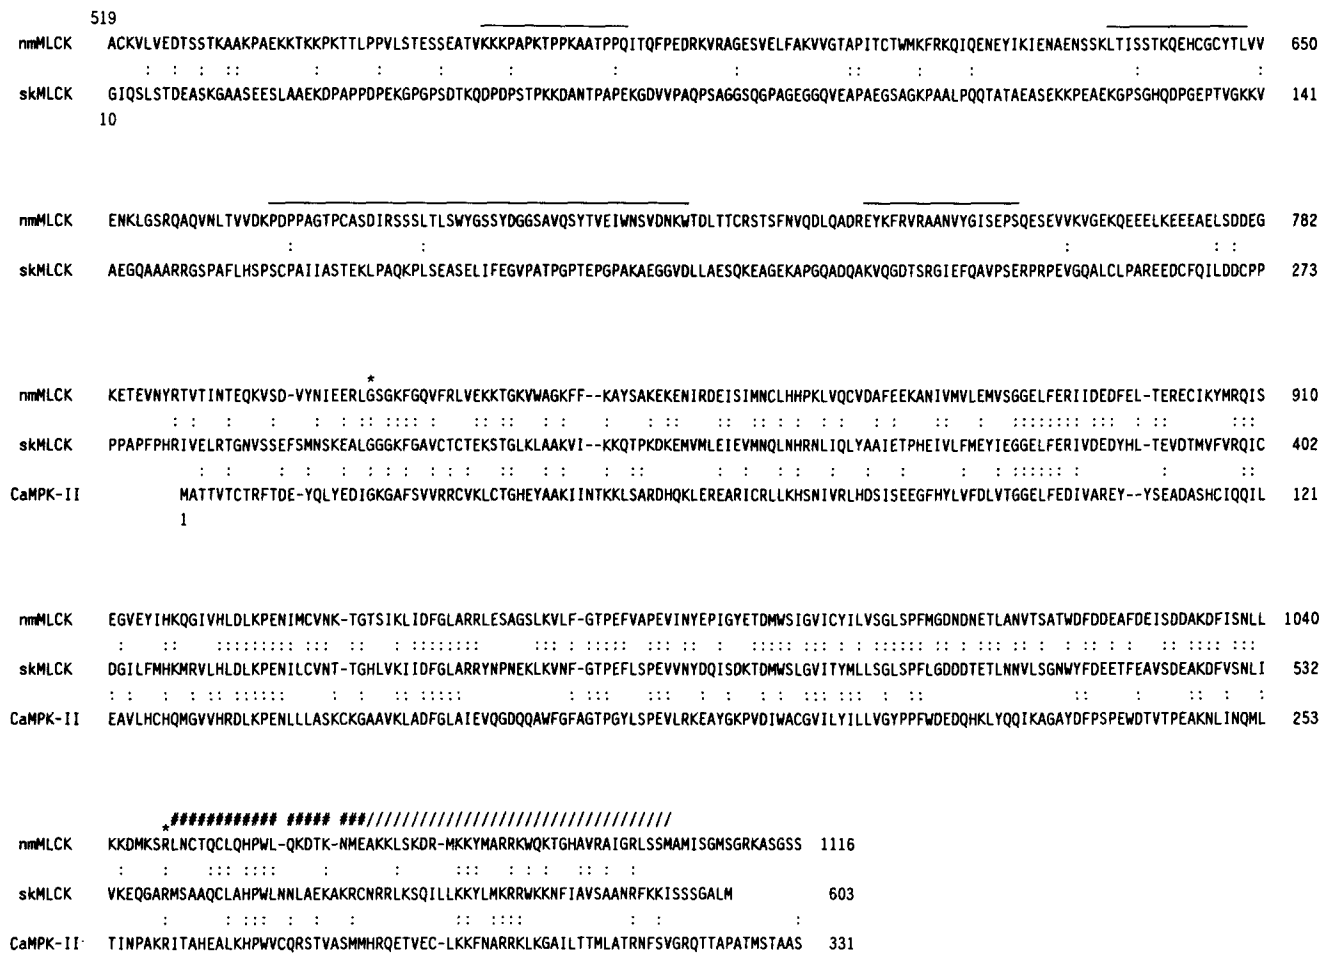 519
nmMLCK ACKVLVEDTSSTKAAKPAEKKTKKPKTTLPPVLSTESSEATVKKKPAPKTPPKAATPPQITQFPEDRKVRAGESVELFAKVVGTAPITCTWMKFRKQIQENEYIKIENAENSSKLTISSTKQEHCGCYTLVV 650
skMLCK GIQSLSTDEASKGAASEESLAAEKDPAPPDPEKGPGPSDTKQDPDPSTPKKDANTPAPEKGDVVPAQPSAGGSQGPAGEGGQVEAPAEGSAGKPAALPQQTATAEASEKKPEAEKGPSGHQDPGEPTVGKKV 141
10
nmMLCK ENKLGSRQAQVNLTVVDKPDPPAGTPCASDIRSSSLTLSWYGSSYDGGSAVQSYTVEIWNSVDNKWTDLTTCRSTSFNVQDLQADREYKFRVRAANVYGISEPSQESEVVKVGEKQEEELKEEEAELSDDEG 782
skMLCK AEGQAAARRGSPAFLHSPSCPAIIASTEKLPAQKPLSEASELIFEGVPATPGPTEPGPAKAEGGVDLLAESQKEAGEKAPGQADQAKVQGDTSRGIEFQAVPSERPRPEVGQALCLPAREEDCFQILDDCPP 273
*
nmMLCK KETEVNYRTVTINTEQKVSD-VYNIEERLGSGKFGQVFRLVEKKTGKVWAGKFF--KAYSAKEKENIRDEISIMNCLHHPKLVQCVDAFEEKANIVMVLEMVSGGELFERIIDEDFEL-TERECIKYMRQIS 910
skMLCK PPAPFPHRIVELRTGNVSSEFSMNSKEALGGGKFGAVCTCTEKSTGLKLAAKVI--KKQTPKDKEMVMLEIEVMNQLNHRNLIQLYAAIETPHEIVLFMEYIEGGELFERIVDEDYHL-TEVDTMVFVRQIC 402
CaMPK-II MATTVTCTRFTDE-YQLYEDIGKGAFSVVRRCVKLCTGHEYAAKIINTKKLSARDHQKLEREARICRLLKHSNIVRLHDSISEEGFHYLVFDLVTGGELFEDIVAREY--YSEADASHCIQQIL 121
1
nmMLCK EGVEYIHKQGIVHLDLKPENIMCVNK-TGTSIKLIDFGLARRLESAGSLKVLF-GTPEFVAPEVINYEPIGYETDMWSIGVICYILVSGLSPFMGDNDNETLANVTSATWDFDDEAFDEISDDAKDFISNLL 1040
skMLCK DGILFMHKMRVLHLDLKPENILCVNT-TGHLVKIIDFGLARRYNPNEKLKVNF-GTPEFLSPEVVNYDQISDKTDMWSLGVITYMLLSGLSPFLGDDDTETLNNVLSGNWYFDEETFEAVSDEAKDFVSNLI 532
CaMPK-II EAVLHCHQMGVVHRDLKPENLLLASKCKGAAVKLADFGLAIEVQGDQQAWFGFAGTPGYLSPEVLRKEAYGKPVDIWACGVILYILLVGYPPFWDEDQHKLYQQIKAGAYDFPSPEWDTVTPEAKNLINQML 253
*############ ##### ###//////////////////////////////////
nmMLCK KKDMKSRLNCTQCLQHPWL-QKDTK-NMEAKKLSKDR-MKKYMARRKWQKTGHAVRAIGRLSSMAMISGMSGRKASGSS 1116
skMLCK VKEQGARMSAAQCLAHPWLNNLAEKAKRCNRRLKSQILLKKYLMKRRWKKNFIAVSAANRFKKISSSGALM 603
CaMPK-II TINPAKRITAHEALKHPWVCQRSTVASMMHRQETVEC-LKKFNARRKLKGAILTTMLATRNFSVGRQTTAPATMSTAAS 331